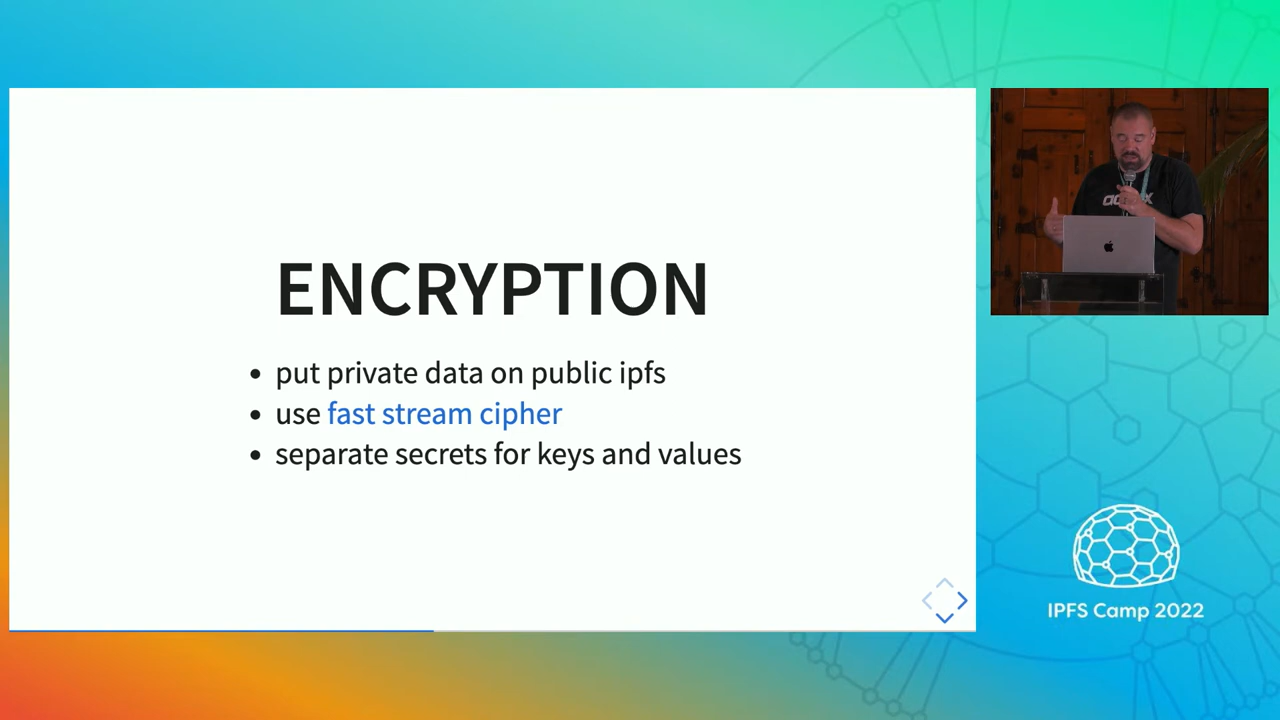 ENCRYPTION
• put private data on public ipfs
• use fast stream cipher
• separate secrets for keys and values
IPFS Camp 2022